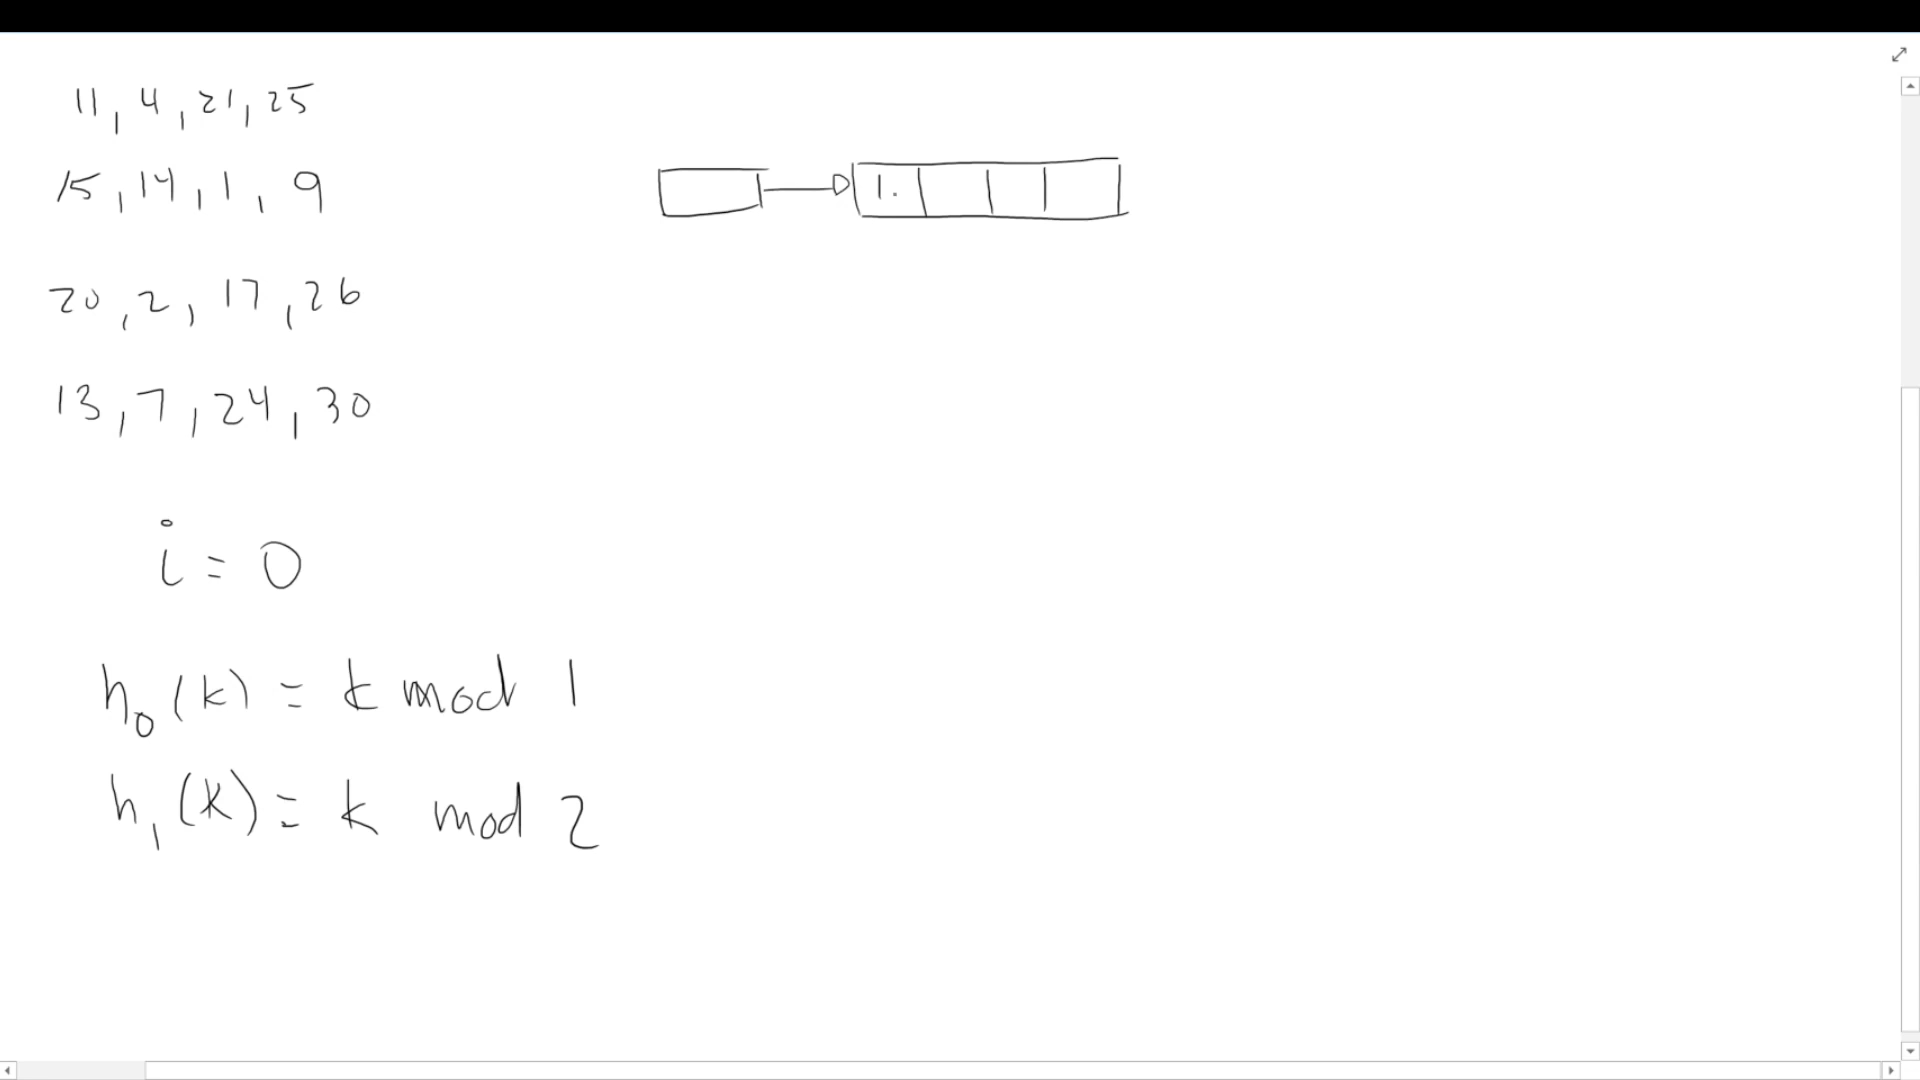 11, 4, 21, 25
15, 14, 1, 9
20, 2, 17, 26
13, 7, 24, 30
1.
i = 0
h₀(k) = k mod 1
h₁(k) = k mod 2